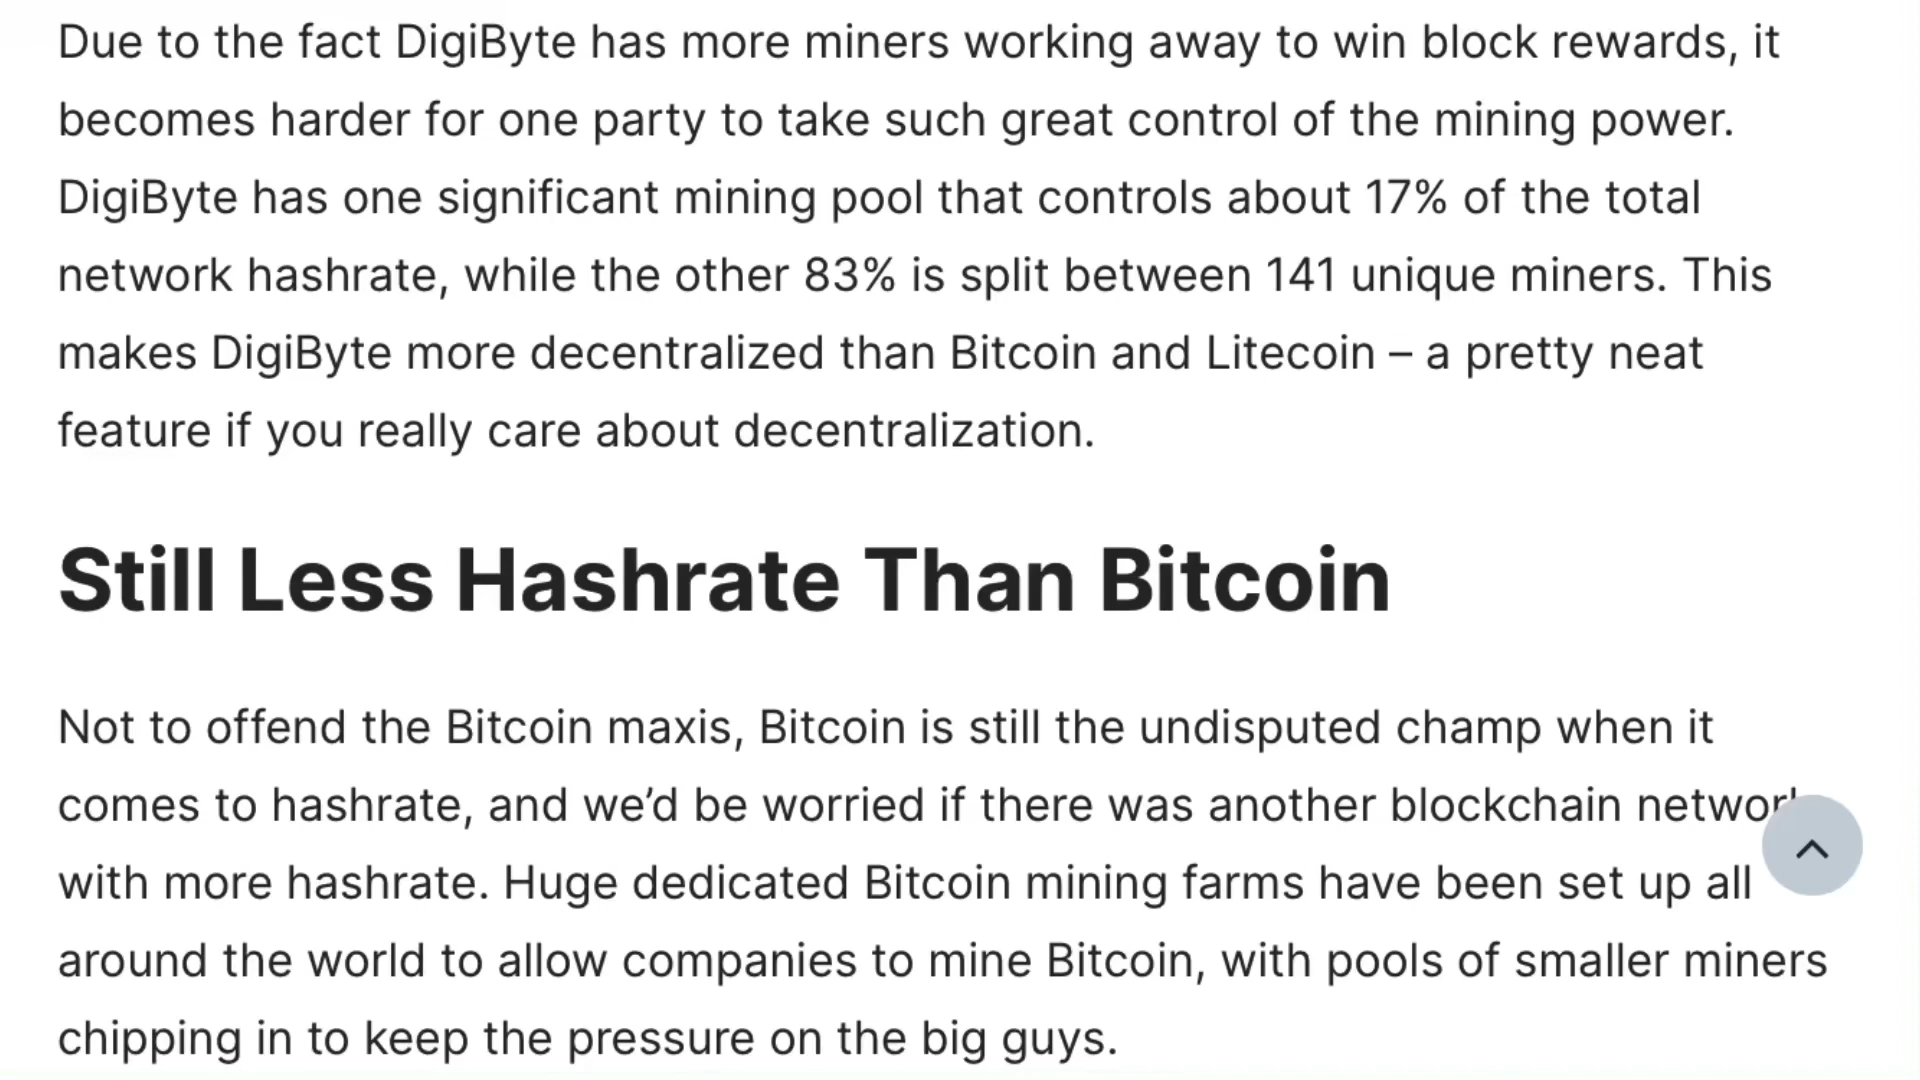 Due to the fact DigiByte has more miners working away to win block rewards, it
becomes harder for one party to take such great control of the mining power.
DigiByte has one significant mining pool that controls about 17% of the total
network hashrate, while the other 83% is split between 141 unique miners. This
makes DigiByte more decentralized than Bitcoin and Litecoin – a pretty neat
feature if you really care about decentralization.
Still Less Hashrate Than Bitcoin
Not to offend the Bitcoin maxis, Bitcoin is still the undisputed champ when it
comes to hashrate, and we’d be worried if there was another blockchain network
with more hashrate. Huge dedicated Bitcoin mining farms have been set up all
around the world to allow companies to mine Bitcoin, with pools of smaller miners
chipping in to keep the pressure on the big guys.